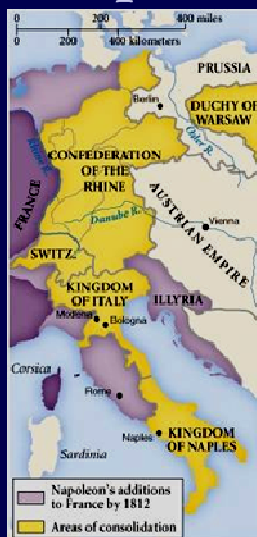 0 200 400 miles
0 200 400 kilometers
PRUSSIA
Berlin
DUCHY OF
WARSAW
Oder R.
Rhine R.
CONFEDERATION
OF THE
RHINE
FRANCE
Danube R.
Vienna
AUSTRIAN EMPIRE
SWITZ.
KINGDOM
OF ITALY
ILLYRIA
Modena
Bologna
Corsica
Rome
Naples
KINGDOM
OF NAPLES
Sardinia
Napoleon's additions
to France by 1812
Areas of consolidation